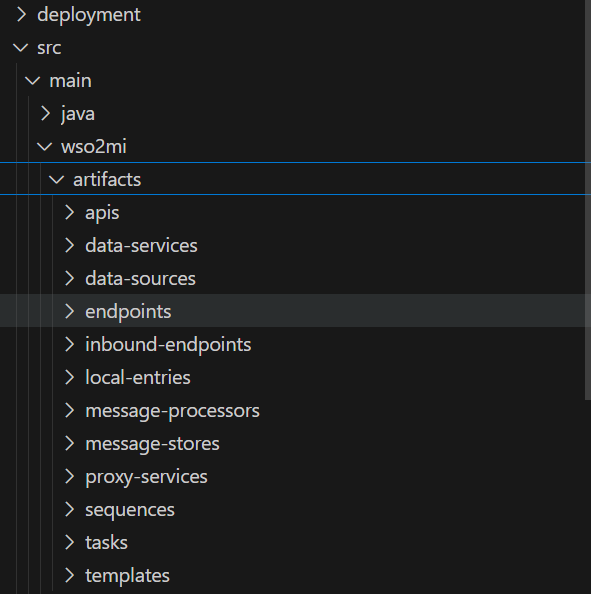 deployment
src
main
java
wso2mi
artifacts
apis
data-services
data-sources
endpoints
inbound-endpoints
local-entries
message-processors
message-stores
proxy-services
sequences
tasks
templates